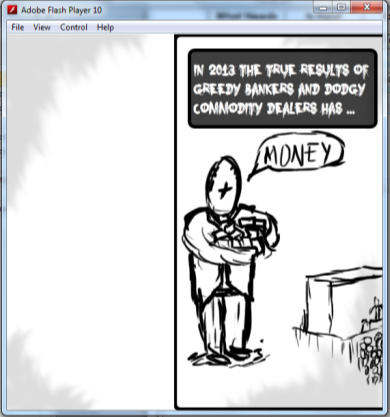 Adobe Flash Player 10
File View Control Help
IN 2013 THE TRUE RESULTS OF
GREEDY BANKERS AND DODGY
COMMODITY DEALERS HAS ...
MONEY